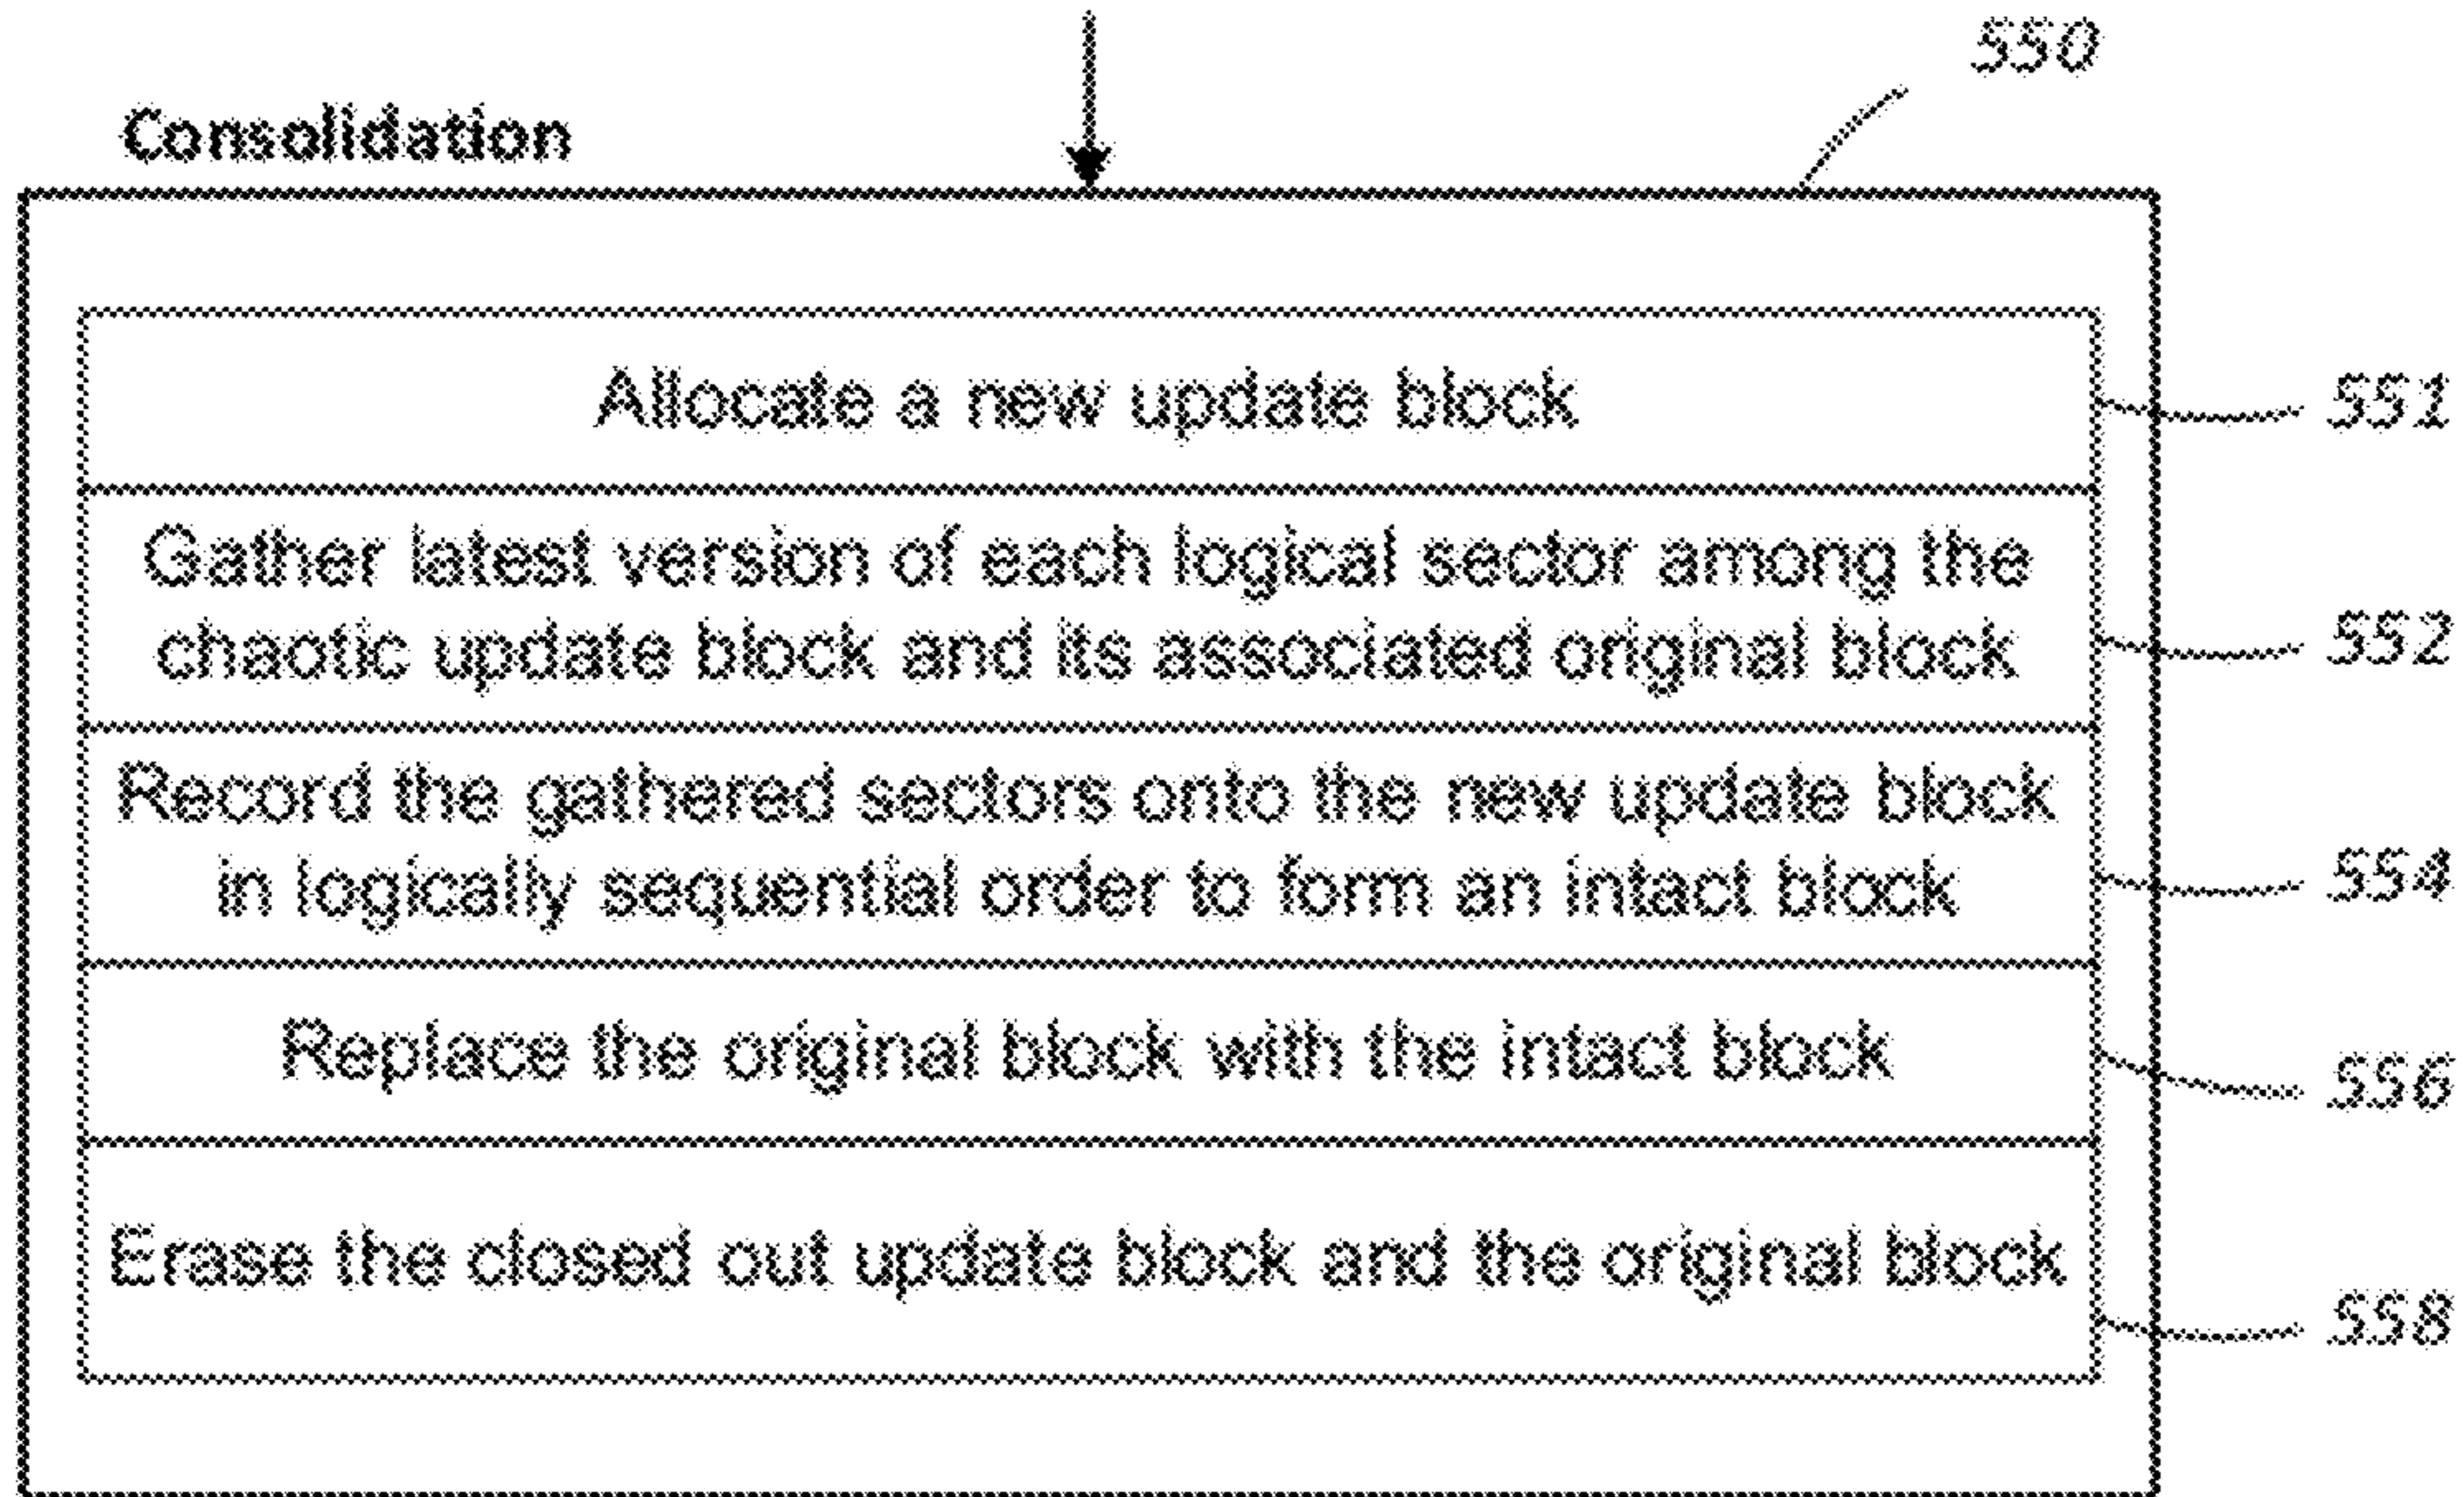 550
Consolidation
Allocate a new update block
551
Gather latest version of each logical sector among the
chaotic update block and its associated original block
552
Record the gathered sectors onto the new update block
in logically sequential order to form an intact block
554
Replace the original block with the intact block
556
Erase the closed out update block and the original block
558